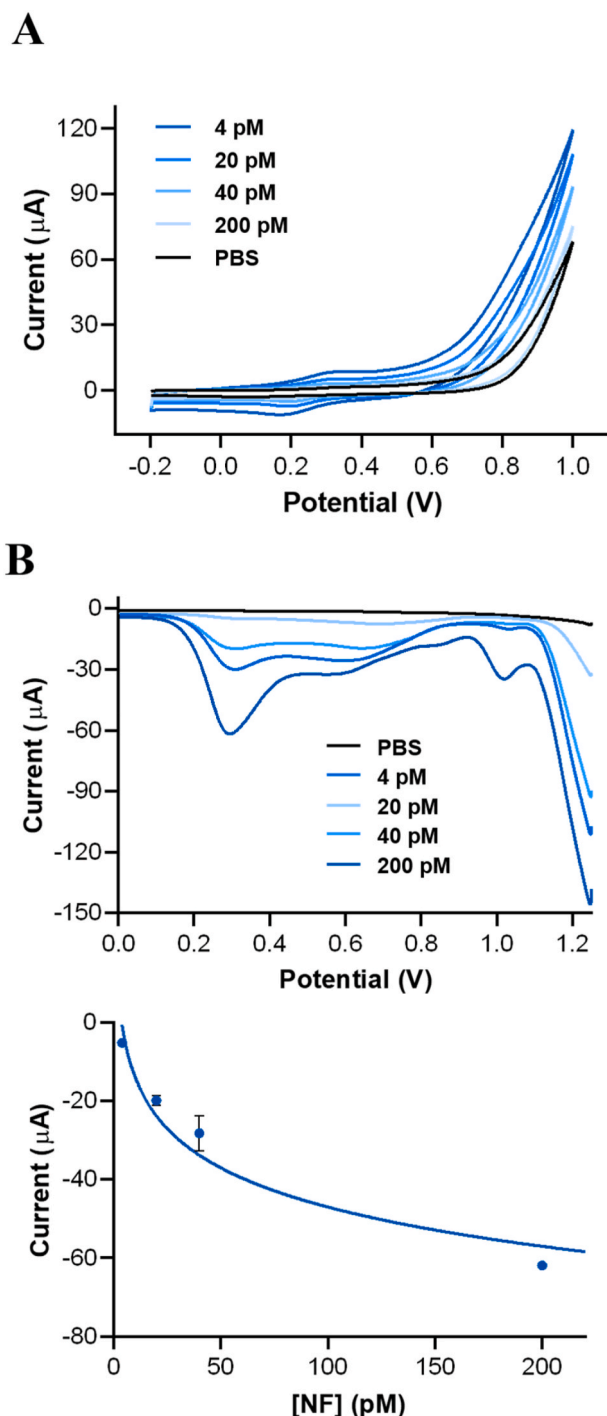 A
120
90
60
30
0
Current (μA)
4 pM
20 pM
40 pM
200 pM
PBS
-0.2 0.0 0.2 0.4 0.6 0.8 1.0
Potential (V)
B
0
-30
-60
-90
-120
-150
Current (μA)
PBS
4 pM
20 pM
40 pM
200 pM
0.0 0.2 0.4 0.6 0.8 1.0 1.2
Potential (V)
0
-20
-40
-60
-80
Current (μA)
0 50 100 150 200
[NF] (pM)